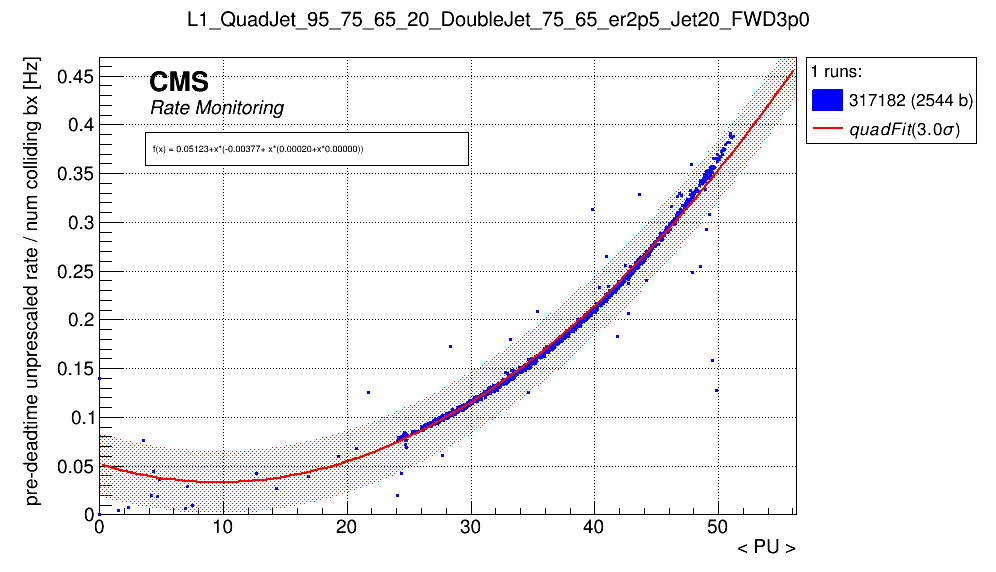 L1_QuadJet_95_75_65_20_DoubleJet_75_65_er2p5_Jet20_FWD3p0
pre-deadtime unprescaled rate / num colliding bx [Hz]
CMS
Rate Monitoring
f(x) = 0.05123+x*(-0.00377+ x*(0.00020+x*0.00000))
1 runs:
317182 (2544 b)
quadFit(3.0σ)
0.45
0.4
0.35
0.3
0.25
0.2
0.15
0.1
0.05
0
0 10 20 30 40 50
< PU >